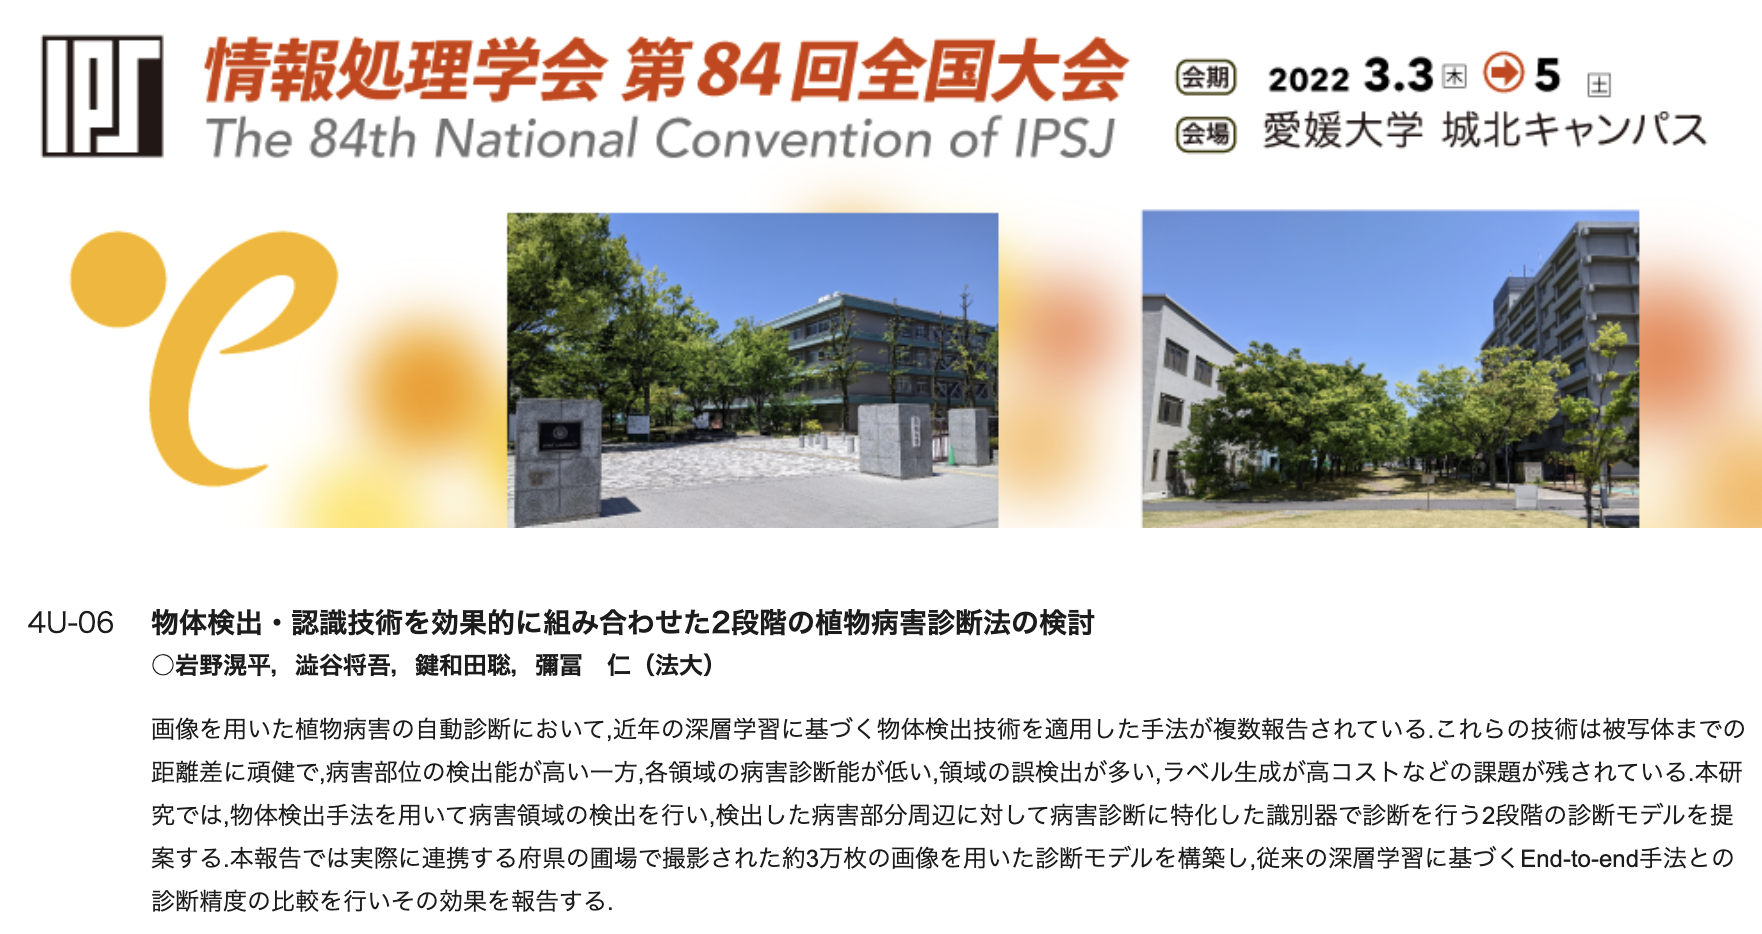 IPSJ
情報処理学会 第84回全国大会
The 84th National Convention of IPSJ
会期 2022 3.3 木 5 土
会場 愛媛大学 城北キャンパス
4U-06 物体検出・認識技術を効果的に組み合わせた2段階の植物病害診断法の検討
○岩野滉平，澁谷将吾，鍵和田聡，彌冨　仁（法大）
画像を用いた植物病害の自動診断において,近年の深層学習に基づく物体検出技術を適用した手法が複数報告されている.これらの技術は被写体までの
距離差に頑健で,病害部位の検出能が高い一方,各領域の病害診断能が低い,領域の誤検出が多い,ラベル生成が高コストなどの課題が残されている.本研
究では,物体検出手法を用いて病害領域の検出を行い,検出した病害部分周辺に対して病害診断に特化した識別器で診断を行う2段階の診断モデルを提
案する.本報告では実際に連携する府県の圃場で撮影された約3万枚の画像を用いた診断モデルを構築し,従来の深層学習に基づくEnd-to-end手法との
診断精度の比較を行いその効果を報告する.